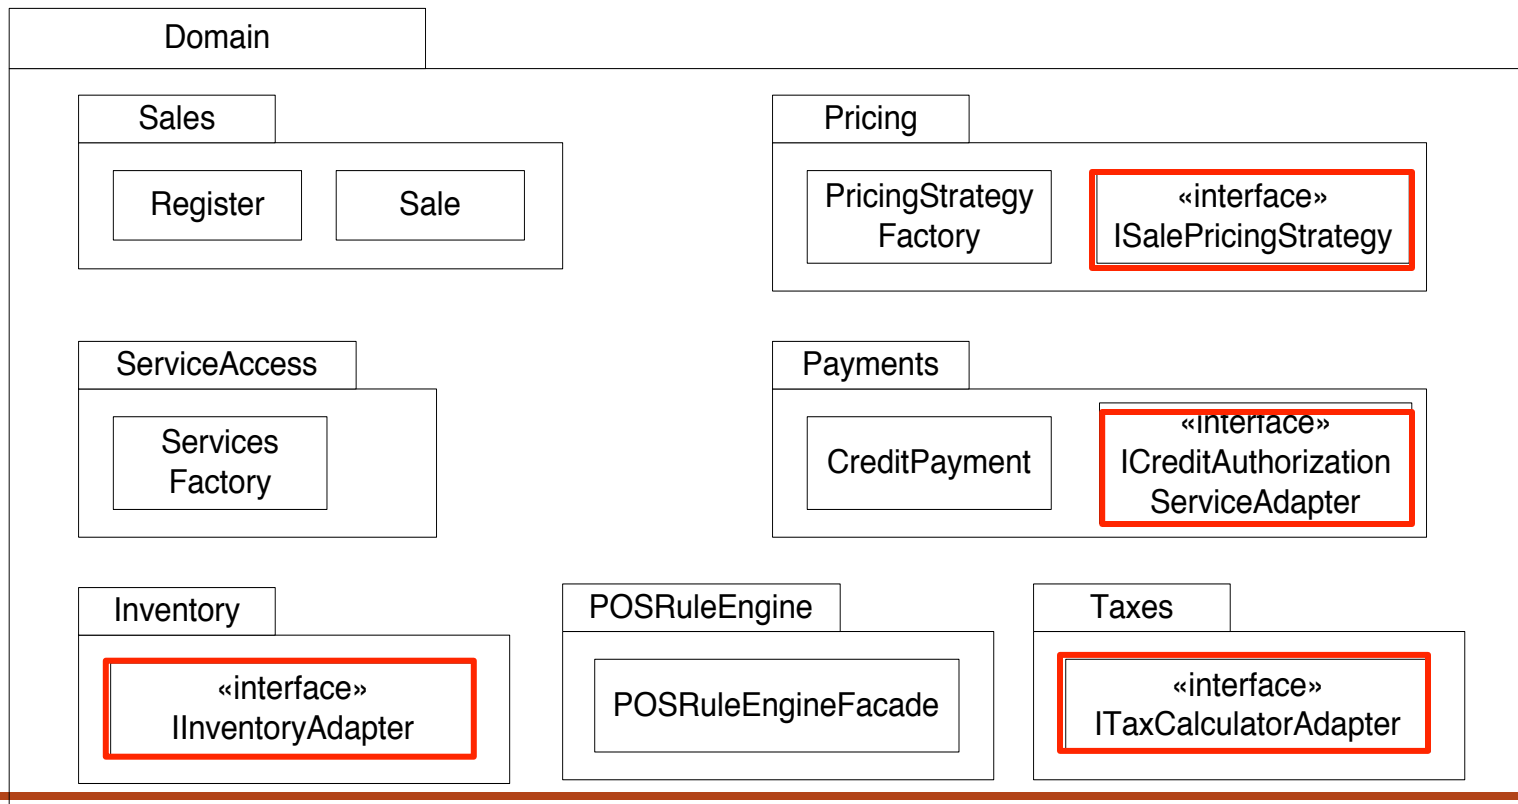 Domain
Sales
Register
Sale
Pricing
PricingStrategy
Factory
«interface»
ISalePricingStrategy
ServiceAccess
Services
Factory
Payments
CreditPayment
«interface»
ICreditAuthorization
ServiceAdapter
Inventory
«interface»
IInventoryAdapter
POSRuleEngine
POSRuleEngineFacade
Taxes
«interface»
ITaxCalculatorAdapter